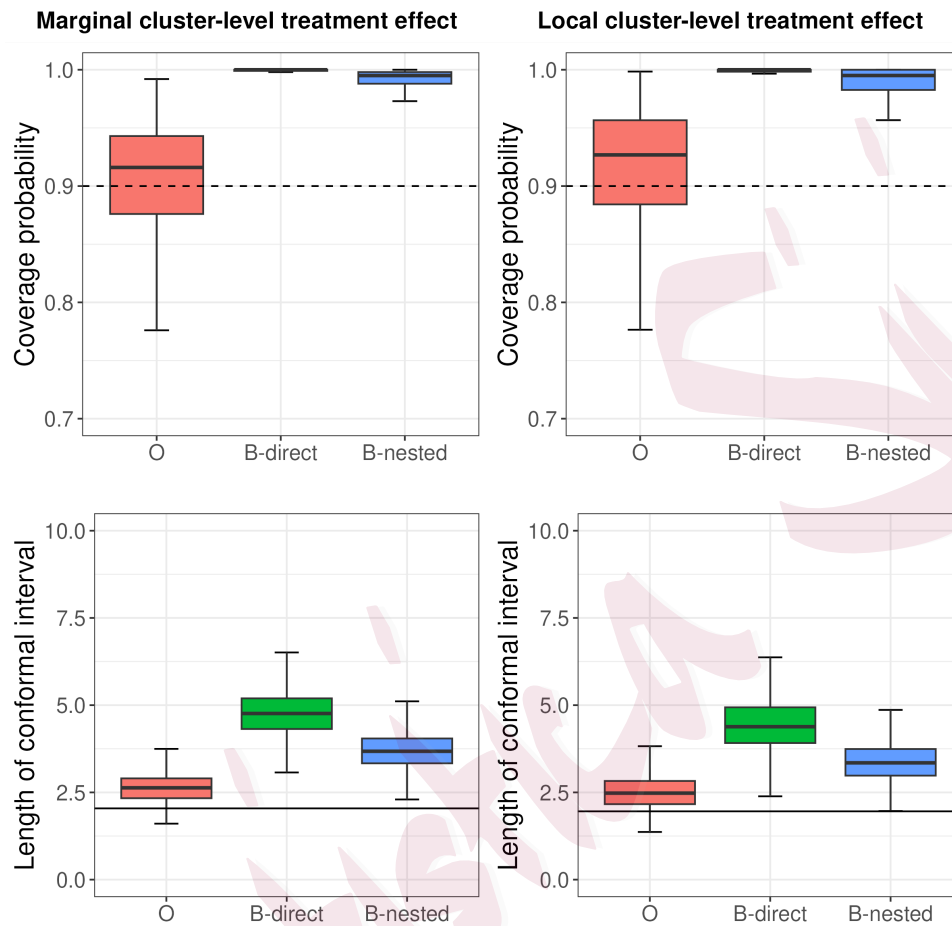 Marginal cluster-level treatment effect
Local cluster-level treatment effect
Coverage probability
1.0
0.9
0.8
0.7
O B-direct B-nested
Coverage probability
1.0
0.9
0.8
0.7
O B-direct B-nested
Length of conformal interval
10.0
7.5
5.0
2.5
0.0
O B-direct B-nested
Length of conformal interval
10.0
7.5
5.0
2.5
0.0
O B-direct B-nested